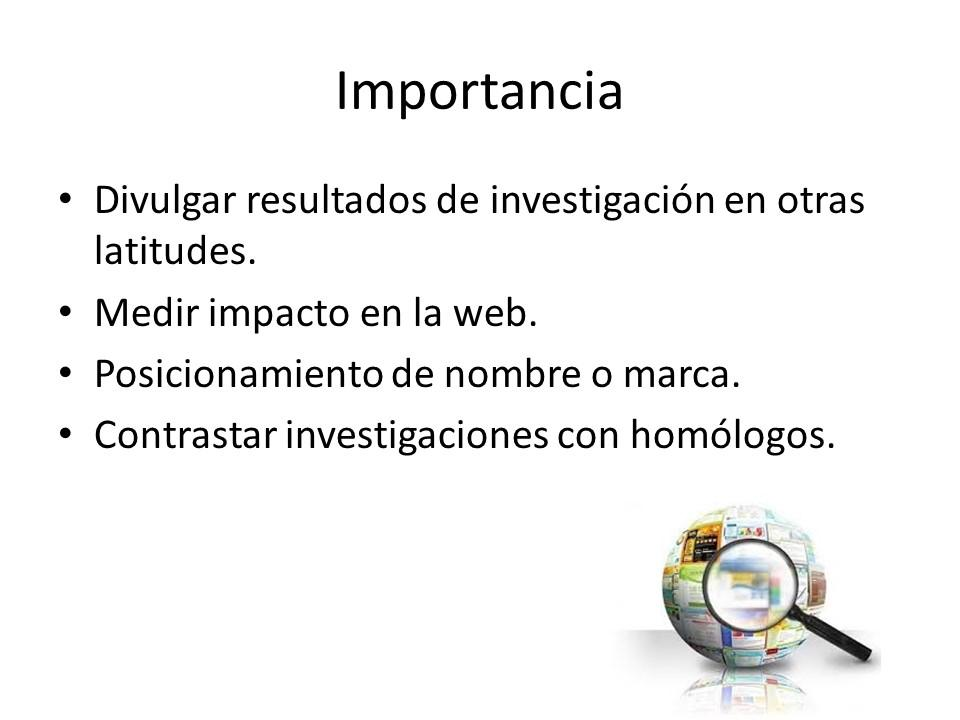 Importancia
• Divulgar resultados de investigación en otras
latitudes.
• Medir impacto en la web.
• Posicionamiento de nombre o marca.
• Contrastar investigaciones con homólogos.